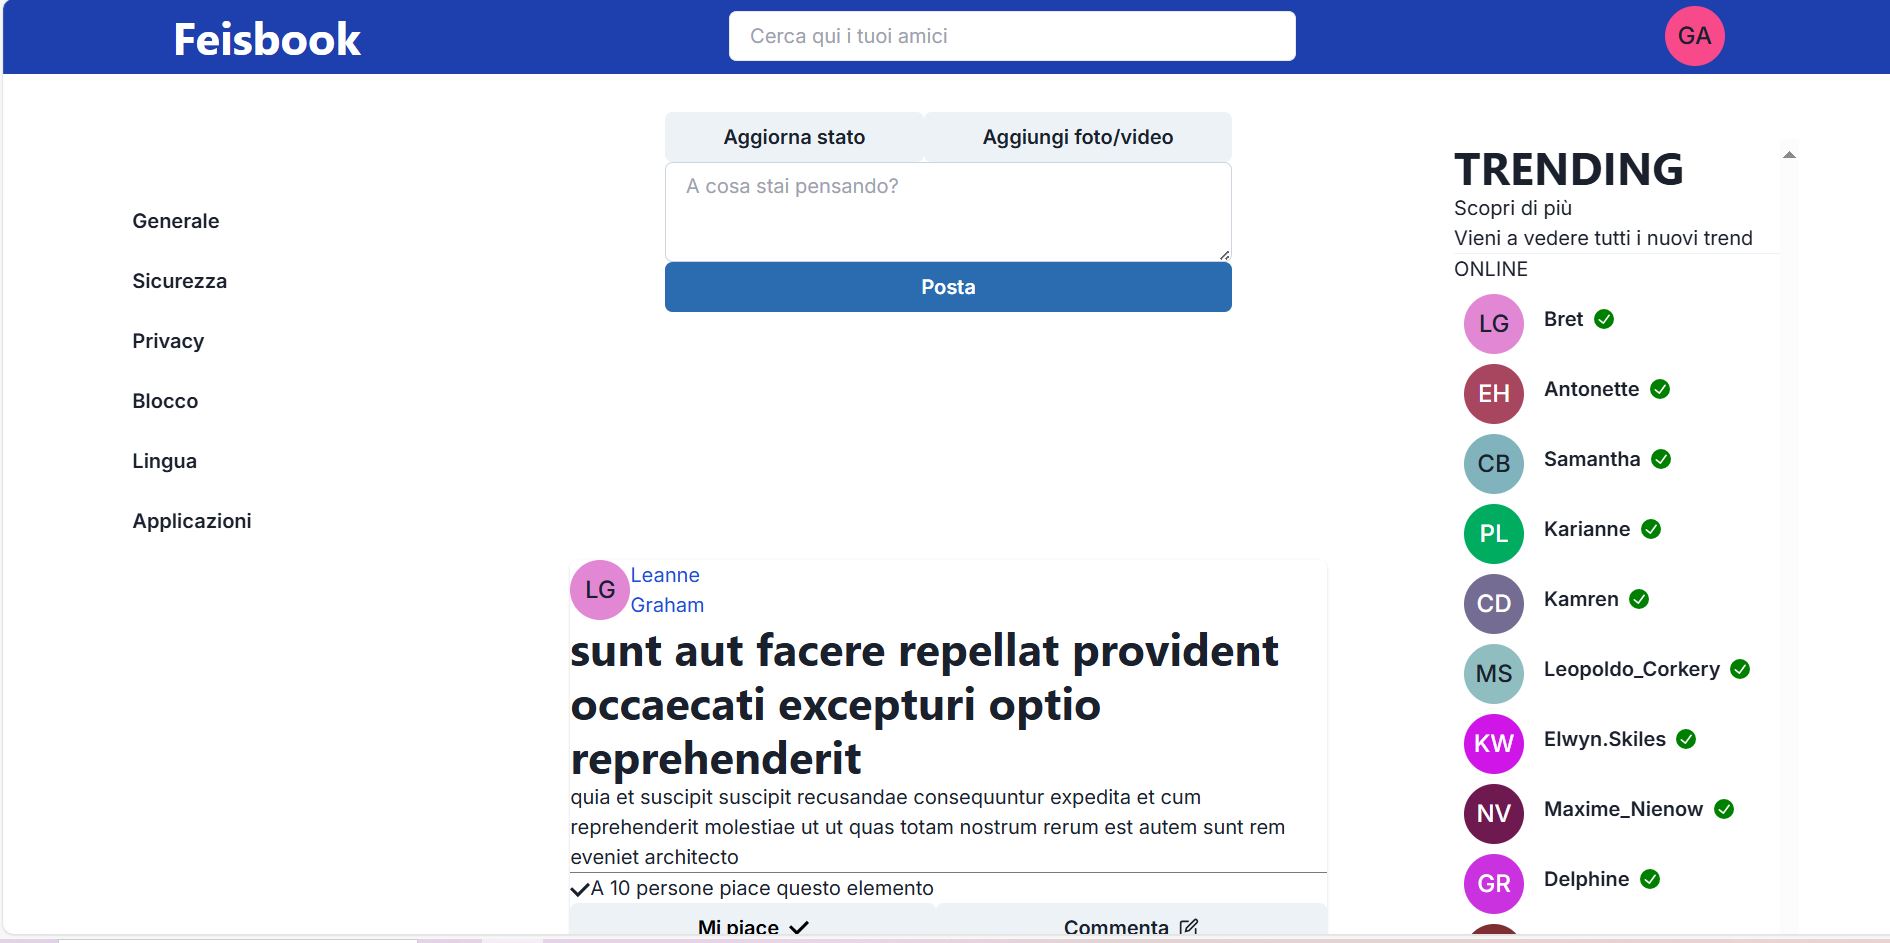 Feisbook
Cerca qui i tuoi amici
GA
Generale
Sicurezza
Privacy
Blocco
Lingua
Applicazioni
Aggiorna stato
Aggiungi foto/video
A cosa stai pensando?
Posta
LG
Leanne
Graham
sunt aut facere repellat provident
occaecati excepturi optio
reprehenderit
quia et suscipit suscipit recusandae consequuntur expedita et cum
reprehenderit molestiae ut ut quas totam nostrum rerum est autem sunt rem
eveniet architecto
A 10 persone piace questo elemento
Mi piace
Commenta
TRENDING
Scopri di più
Vieni a vedere tutti i nuovi trend
ONLINE
LG Bret
EH Antonette
CB Samantha
PL Karianne
CD Kamren
MS Leopoldo_Corkery
KW Elwyn.Skiles
NV Maxime_Nienow
GR Delphine